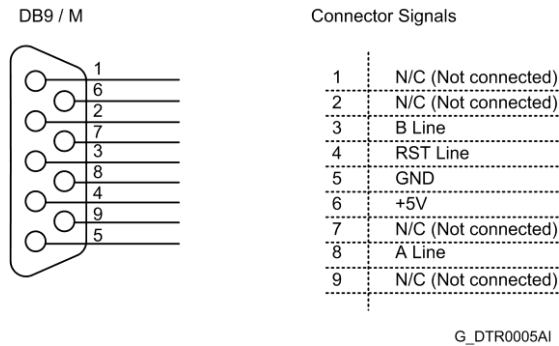 DB9 / M
Connector Signals
1
6
2
7
3
8
4
9
5
1 N/C (Not connected)
2 N/C (Not connected)
3 B Line
4 RST Line
5 GND
6 +5V
7 N/C (Not connected)
8 A Line
9 N/C (Not connected)
G_DTR0005AI